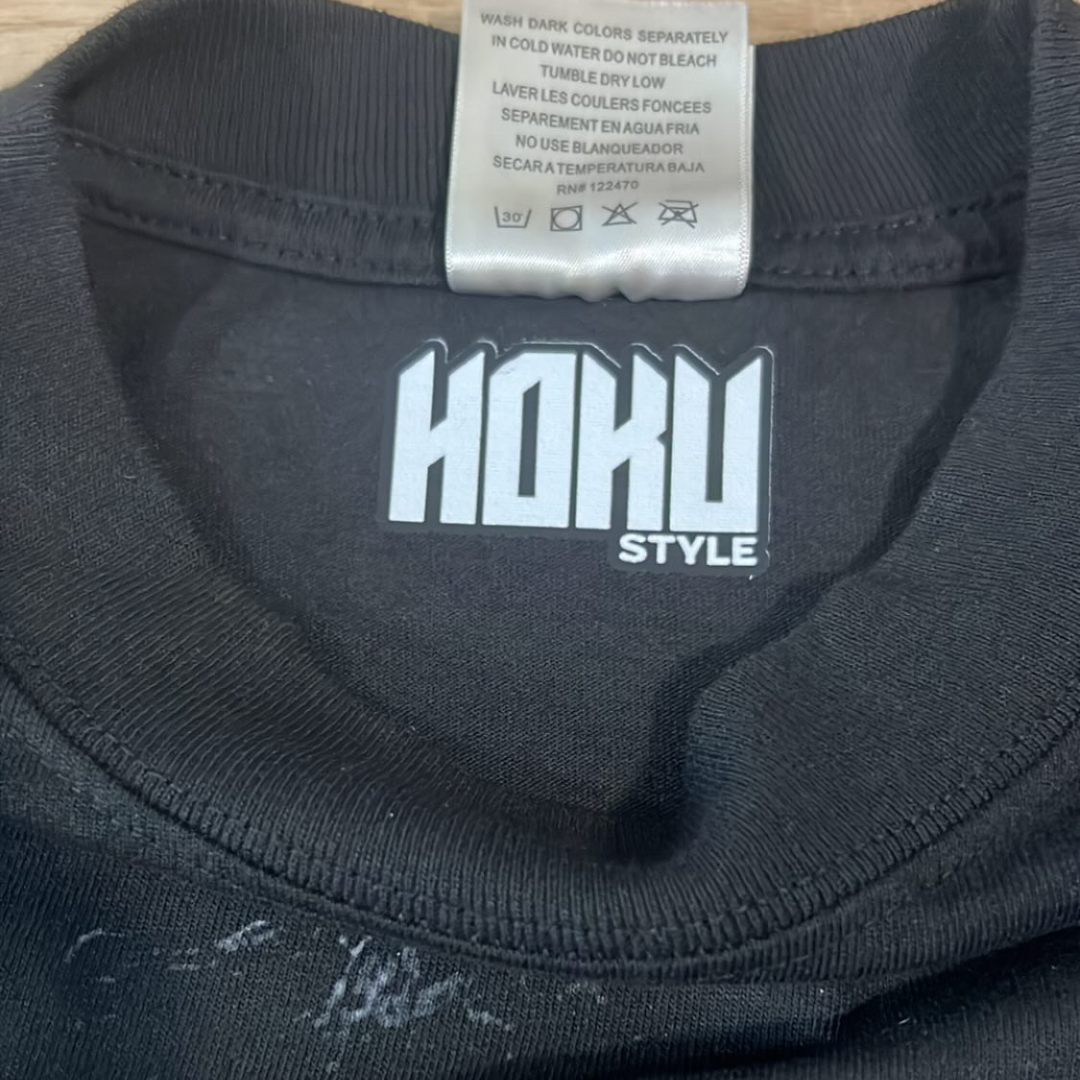 WASH DARK COLORS SEPARATELY
IN COLD WATER DO NOT BLEACH
TUMBLE DRY LOW
LAVER LES COULERS FONCEES
SEPAREMENT EN AGUA FRIA
NO USE BLANQUEADOR
SECAR A TEMPERATURA BAJA
RN# 122470
30°
HOKU
STYLE